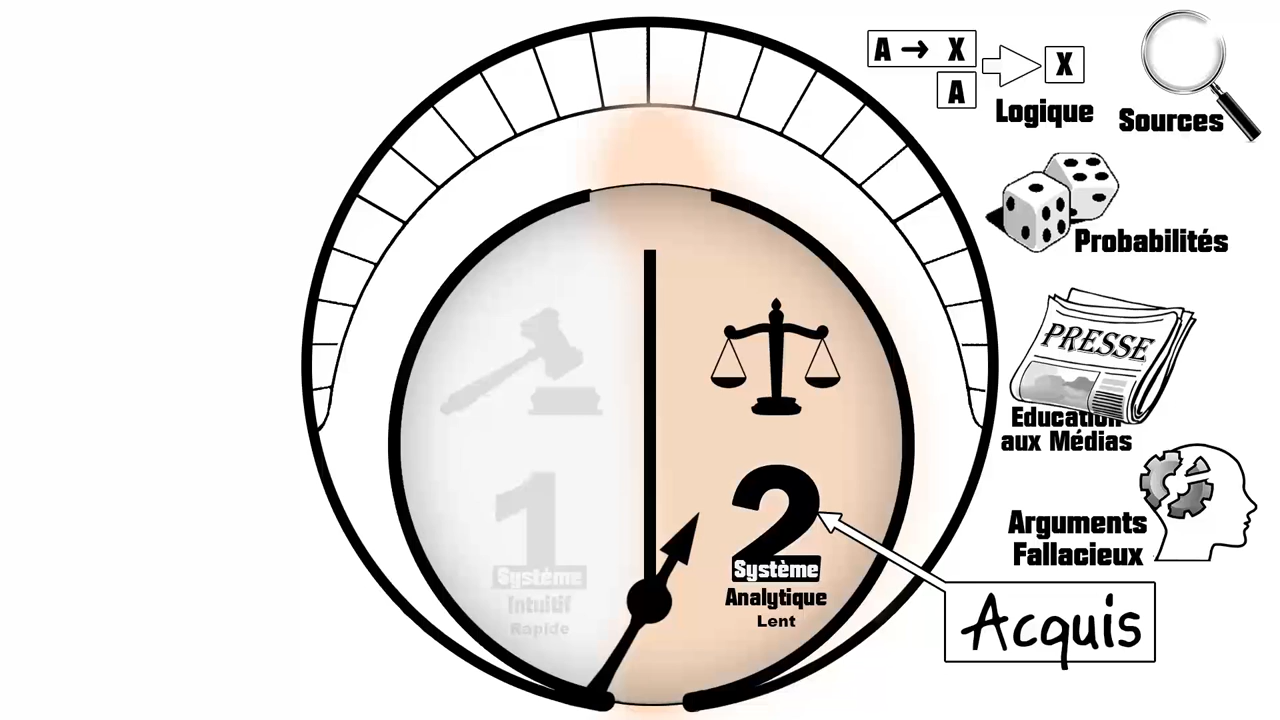 A → X
A
X
Logique
Sources
Probabilités
PRESSE
Education
aux Médias
Arguments
Fallacieux
1
Système
Intuitif
Rapide
2
Système
Analytique
Lent
Acquis